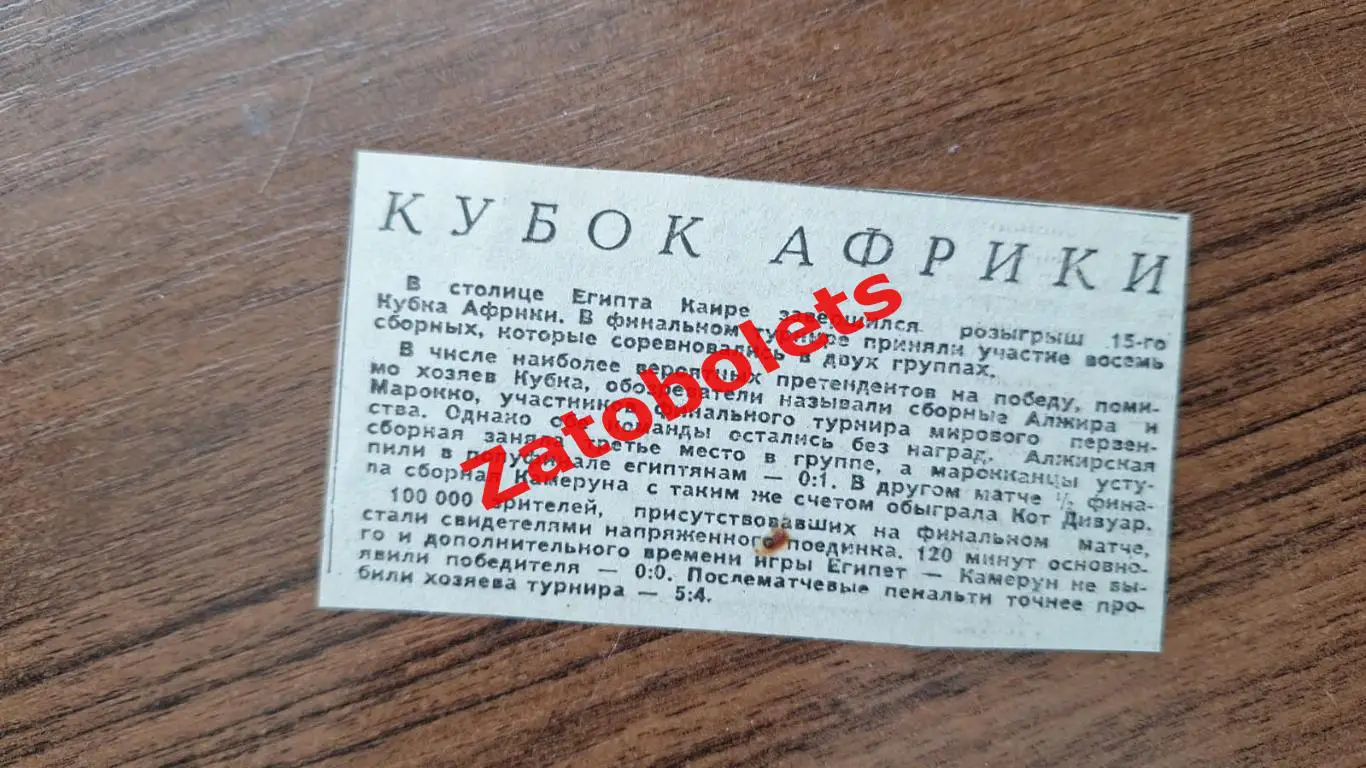 КУБОК АФРИКИ
В столице Египта Каире завершился розыгрыш 15-го
Кубка Африки. В финальном турнире приняли участие восемь
сборных, которые соревновались в двух группах.
В числе наиболее вероятных претендентов на победу, поми-
мо хозяев Кубка, обозреватели называли сборные Алжира и
Марокко, участников финального турнира мирового первен-
ства. Однако обе команды остались без наград. Алжирская
сборная заняла третье место в группе, а марокканцы усту-
пили в полуфинале египтянам — 0:1. В другом матче ½ фина-
ла сборная Камеруна с таким же счетом обыграла Кот Дивуар.
100 000 зрителей, присутствовавших на финальном матче,
стали свидетелями напряженного поединка. 120 минут основно-
го и дополнительного времени игры Египет — Камерун не вы-
явили победителя — 0:0. Послематчевые пенальти точнее про-
били хозяева турнира — 5:4.
Zatobolets